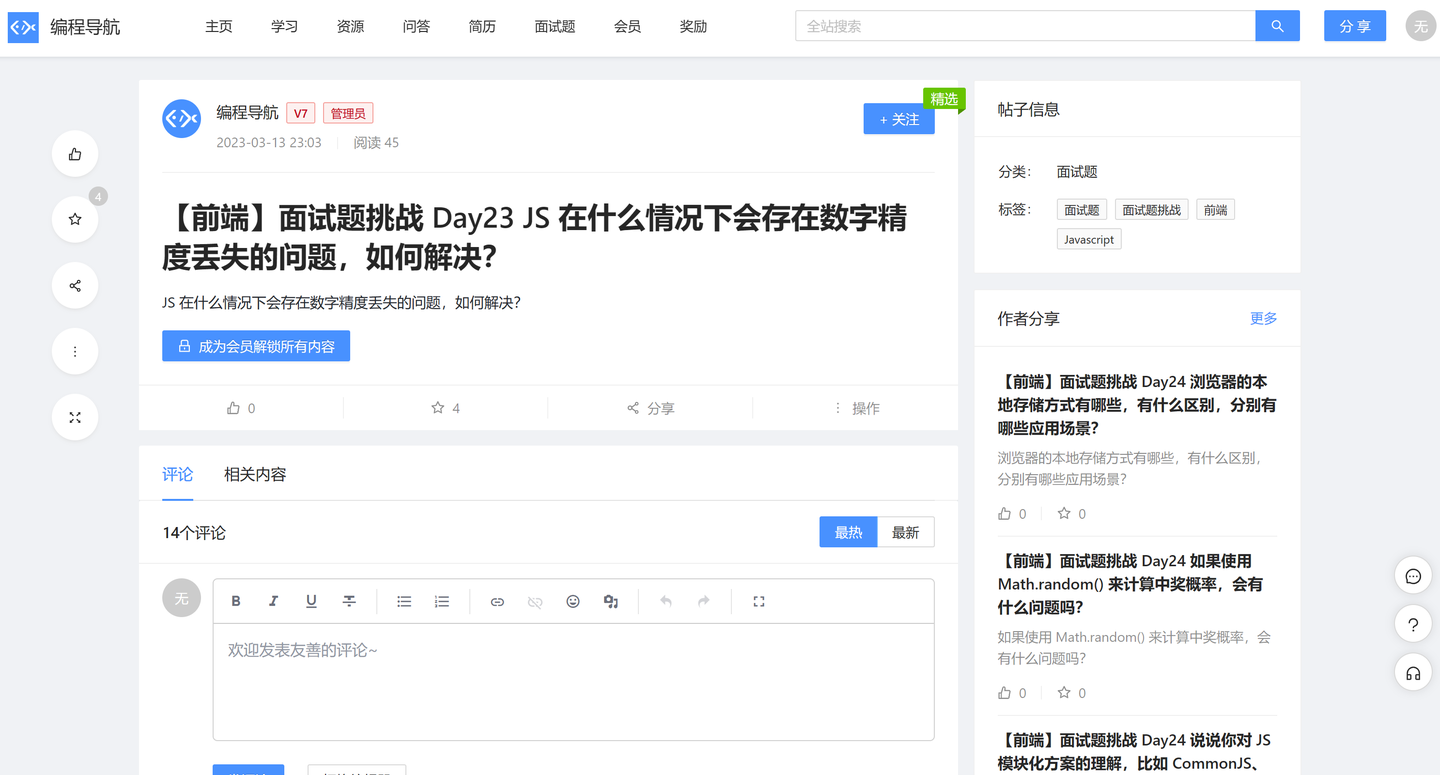 编程导航
主页 学习 资源 问答 简历 面试题 会员 奖励
全站搜索
分享
无
精选
编程导航 V7 管理员
+ 关注
2023-03-13 23:03 阅读 45
4
【前端】面试题挑战 Day23 JS 在什么情况下会存在数字精
度丢失的问题，如何解决？
JS 在什么情况下会存在数字精度丢失的问题，如何解决？
成为会员解锁所有内容
0 4 分享 操作
评论 相关内容
14个评论
最热 最新
无
B I U
欢迎发表友善的评论~
帖子信息
分类： 面试题
标签： 面试题 面试题挑战 前端
Javascript
作者分享 更多
【前端】面试题挑战 Day24 浏览器的本
地存储方式有哪些，有什么区别，分别有
哪些应用场景？
浏览器的本地存储方式有哪些，有什么区别，
分别有哪些应用场景？
0 0
【前端】面试题挑战 Day24 如果使用
Math.random() 来计算中奖概率，会有
什么问题吗？
如果使用 Math.random() 来计算中奖概率，会
有什么问题吗？
0 0
【前端】面试题挑战 Day24 说说你对 JS
模块化方案的理解，比如 CommonJS、